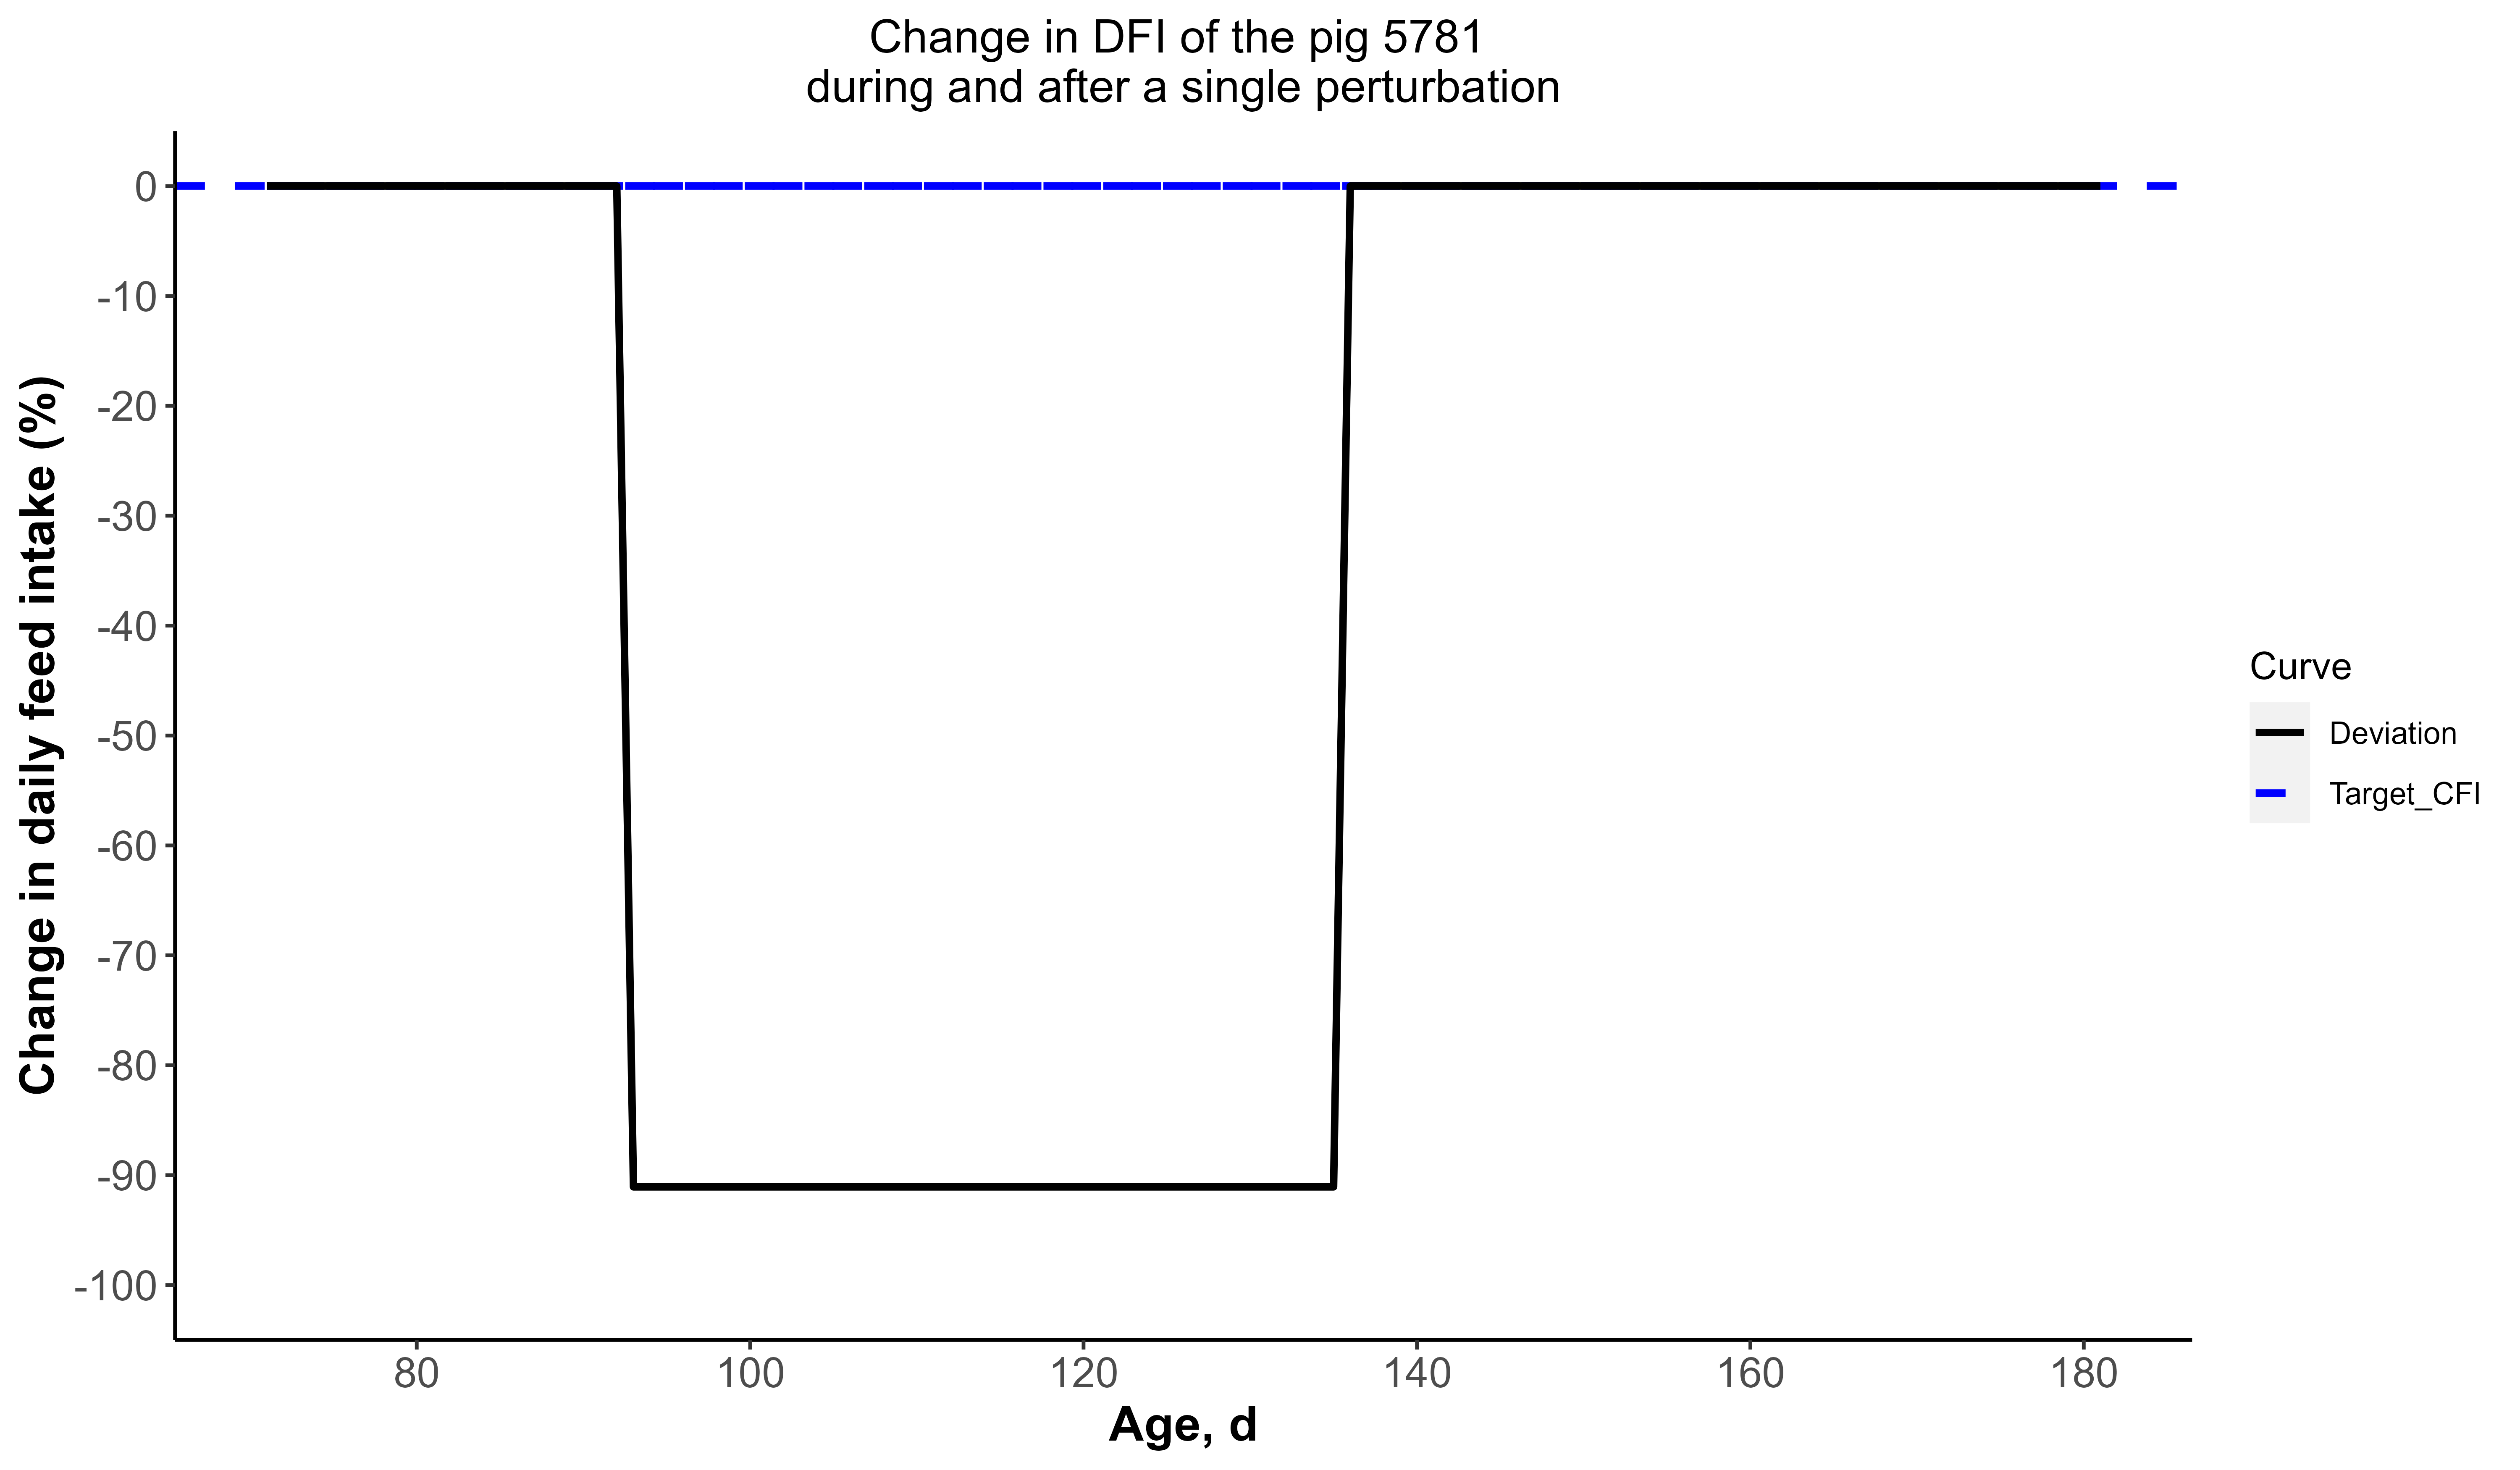 Change in DFI of the pig 5781
during and after a single perturbation
Change in daily feed intake (%)
0
-10
-20
-30
-40
-50
-60
-70
-80
-90
-100
80
100
120
140
160
180
Age, d
Curve
Deviation
Target_CFI